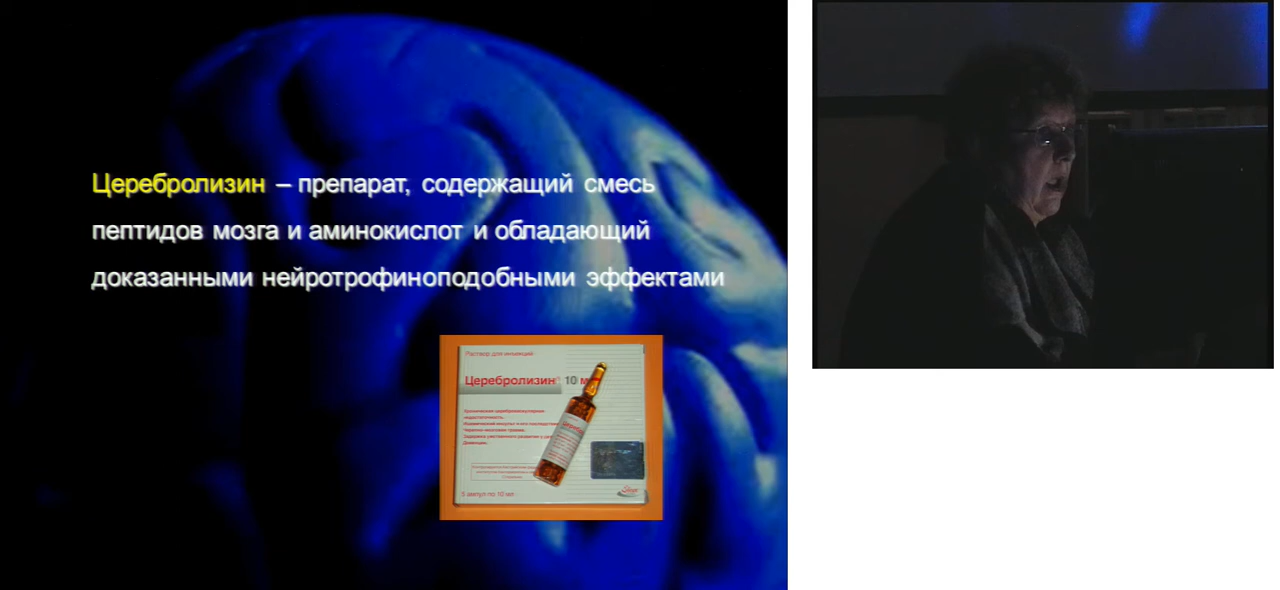 Церебролизин – препарат, содержащий смесь
пептидов мозга и аминокислот и обладающий
доказанными нейротрофиноподобными эффектами
Раствор для инъекций
Церебролизин® 10 м
5 ампул по 10 мл